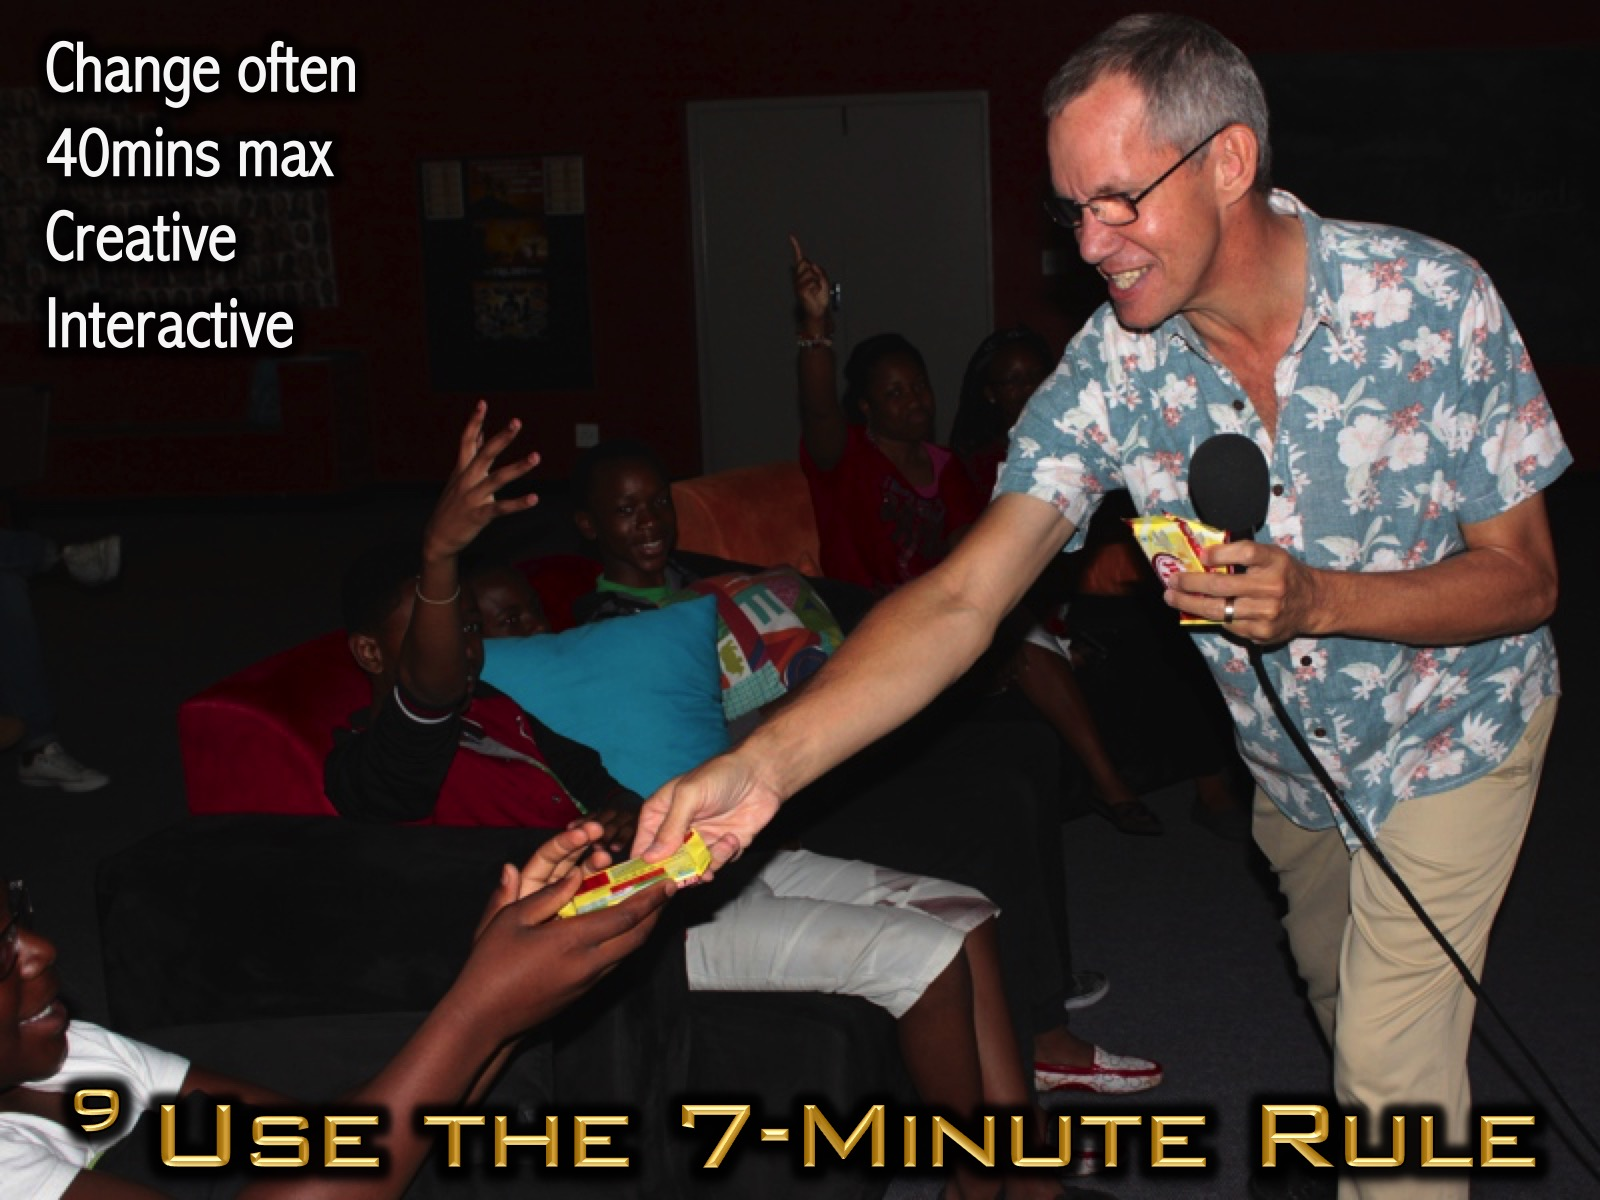 Change often
40mins max
Creative
Interactive
9 Use the 7-Minute Rule